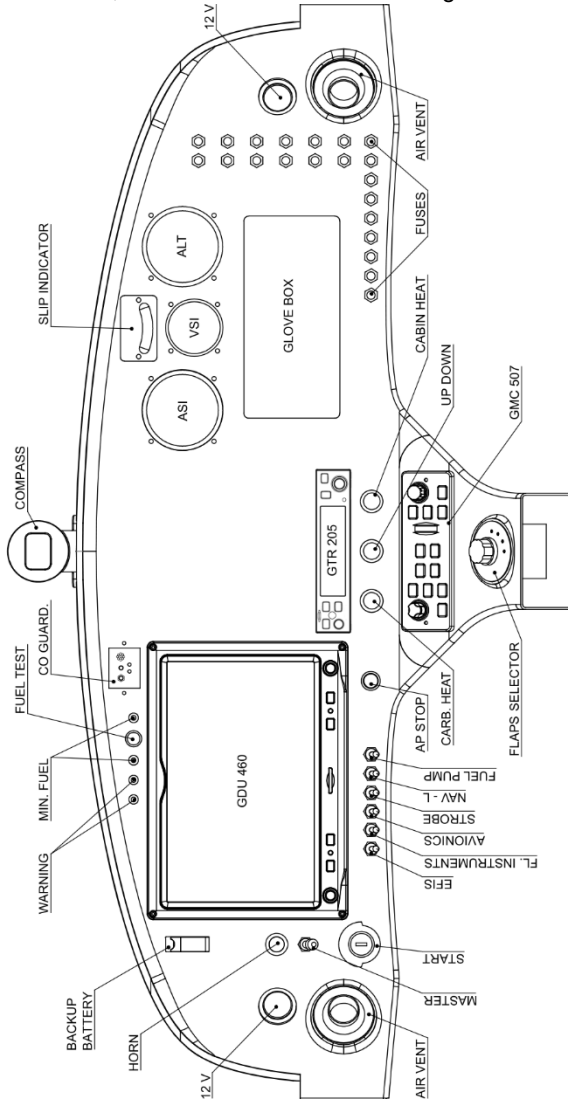 12 V
HORN
BACKUP
BATTERY
WARNING
MIN. FUEL
FUEL TEST
CO GUARD.
COMPASS
SLIP INDICATOR
12 V
ASI
VSI
ALT
GDU 460
GTR 205
GLOVE BOX
AIR VENT
MASTER
START
EFIS
FL. INSTRUMENTS
AVIONICS
STROBE
NAV - L
FUEL PUMP
AP STOP
CARB. HEAT
FLAPS SELECTOR
GMC 507
UP DOWN
CABIN HEAT
FUSES
AIR VENT